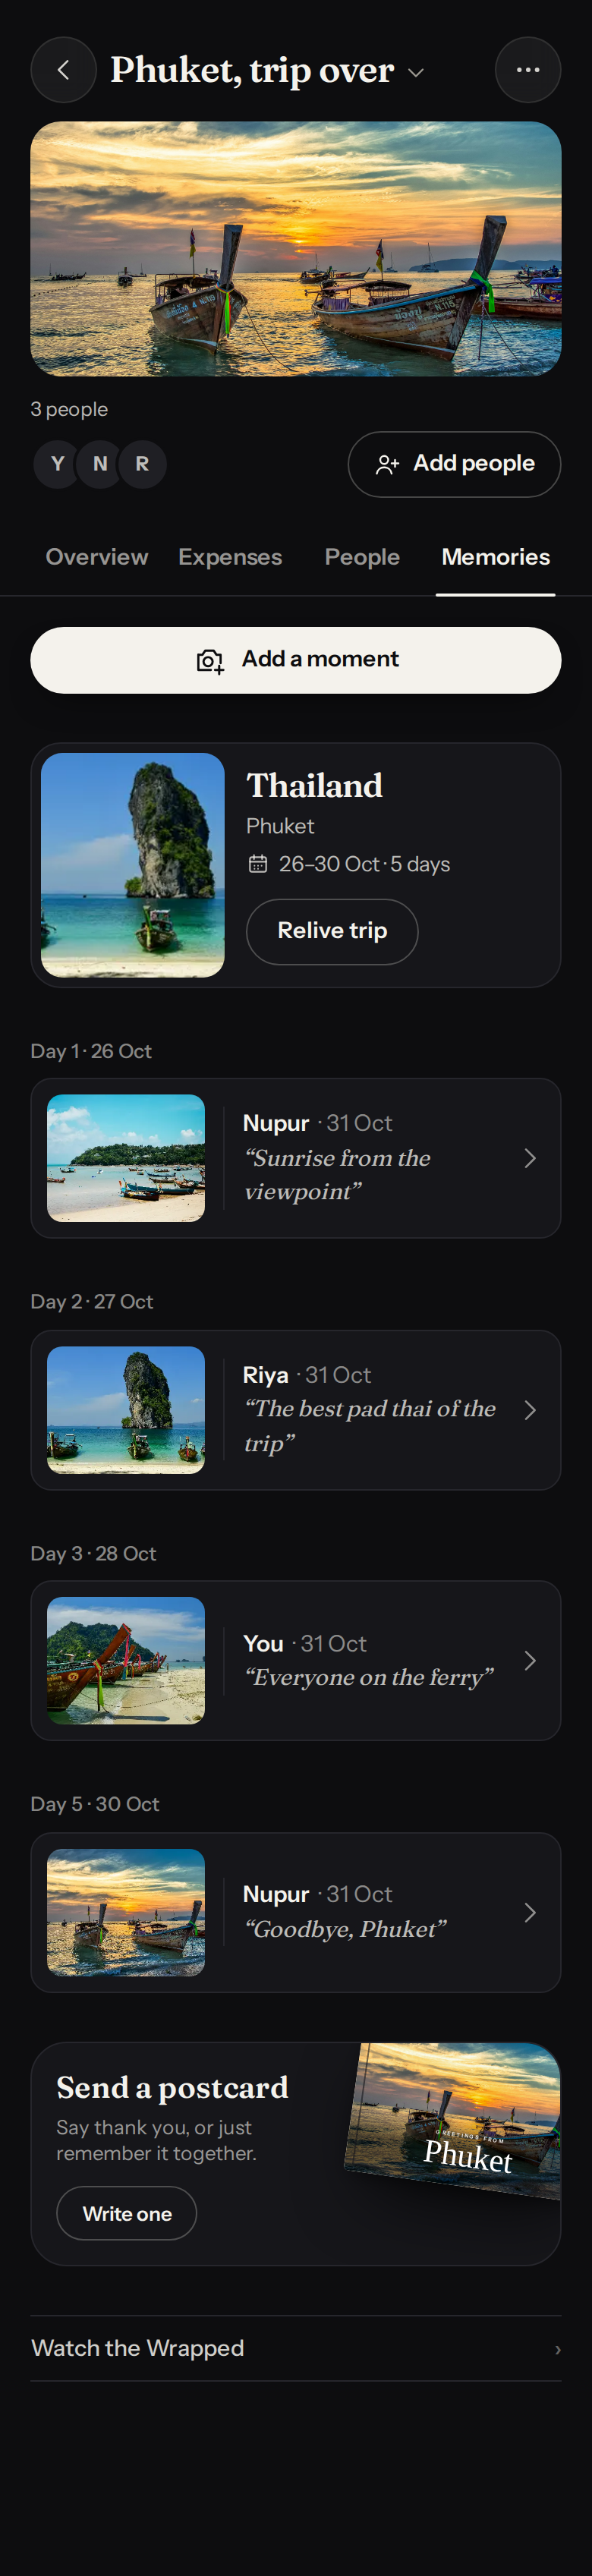 Phuket, trip over
3 people
Y N R
Add people
Overview Expenses People Memories
Add a moment
Thailand
Phuket
26–30 Oct · 5 days
Relive trip
Day 1 · 26 Oct
Nupur · 31 Oct
“Sunrise from the
viewpoint”
Day 2 · 27 Oct
Riya · 31 Oct
“The best pad thai of the
trip”
Day 3 · 28 Oct
You · 31 Oct
“Everyone on the ferry”
Day 5 · 30 Oct
Nupur · 31 Oct
“Goodbye, Phuket”
Send a postcard
Say thank you, or just
remember it together.
Write one
GREETINGS FROM
Phuket
Watch the Wrapped